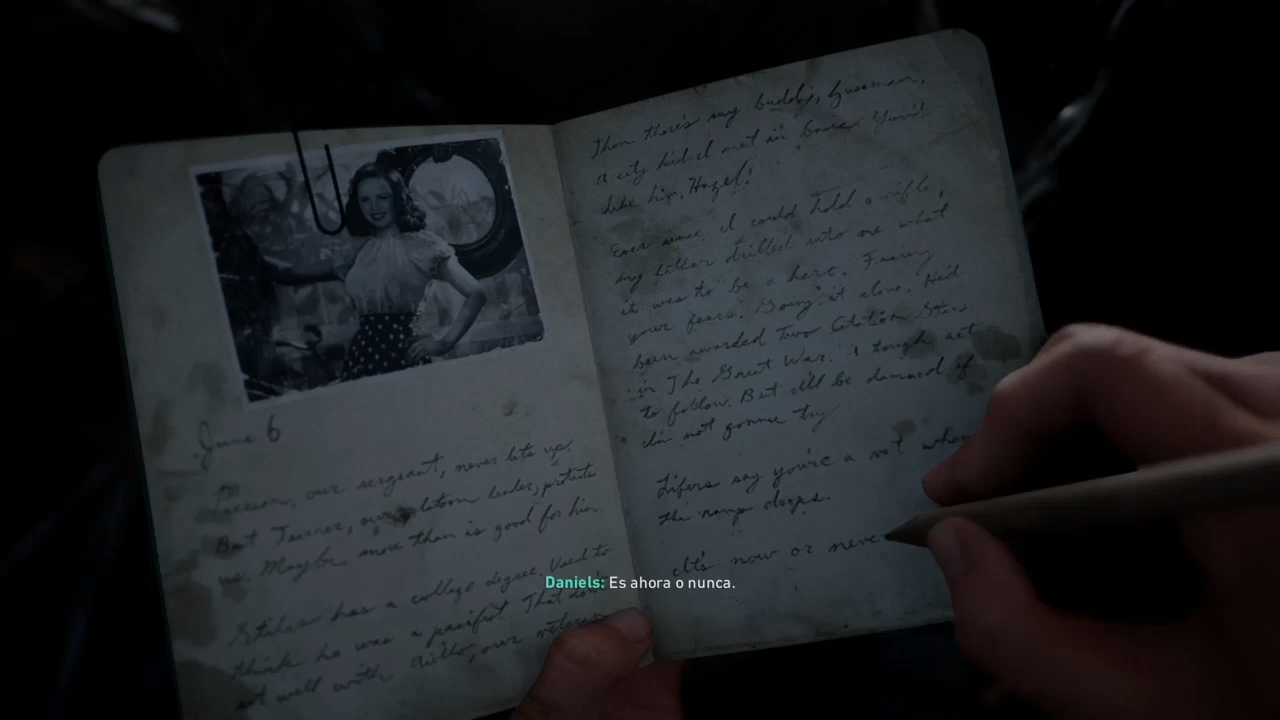 June 6
Pierson, our sergeant, never lets up.
But Turner, our platoon leader, protects
us. Maybe more than is good for him.
Stiles has a college degree. Used to
think he was a pacifist. That don't
sit well with Aiello, our veteran
Then there's my buddy, Zussman.
A city kid I met in basic. You'd
like him, Hazel!
Ever since I could hold a rifle,
my father drilled into me what
it was to be a hero. Facing
your fears. Going it alone. He'd
been awarded two Citation Stars
in The Great War. A tough act
to follow. But I'll be damned if
I'm not gonna try
Lifers say you're a vet when
the ramp drops.
It's now or never
Daniels: Es ahora o nunca.